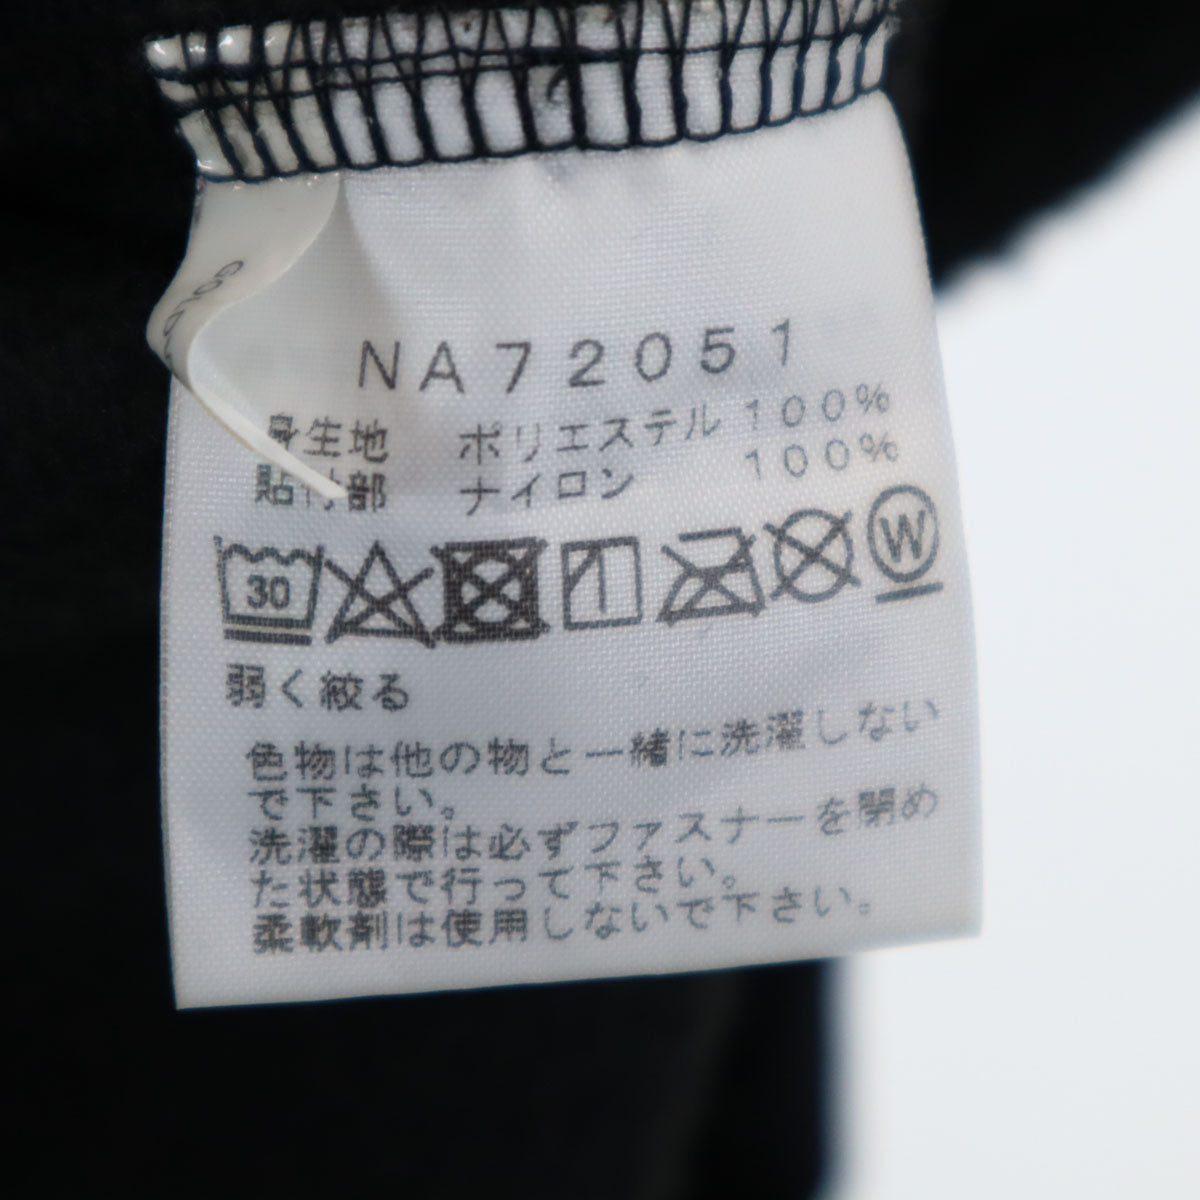 GOLD
NA72051
身生地 ポリエステル 100%
貼付部 ナイロン 100%
30
W
弱く絞る
色物は他の物と一緒に洗濯しない
で下さい。
洗濯の際は必ずファスナーを閉め
た状態で行って下さい。
柔軟剤は使用しないで下さい。